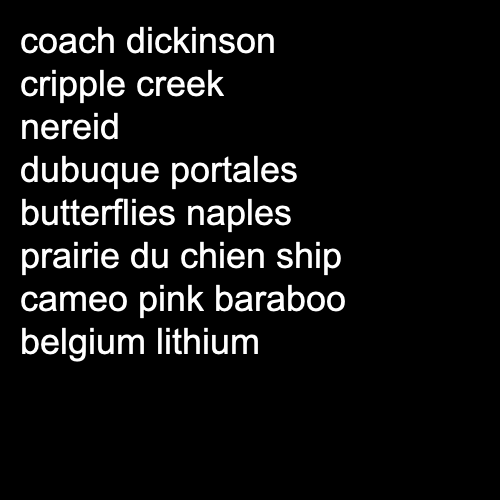 coach dickinson
cripple creek
nereid
dubuque portales
butterflies naples
prairie du chien ship
cameo pink baraboo
belgium lithium